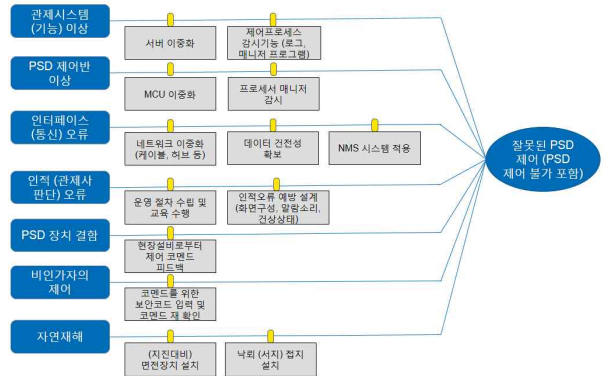 관제시스템
(기능) 이상
서버 이중화
제어프로세스
감시기능 (로그,
매니저 프로그램)
PSD 제어반
이상
MCU 이중화
프로세서 매니저
감시
인터페이스
(통신) 오류
네트워크 이중화
(케이블, 허브 등)
데이터 건전성
확보
NMS 시스템 적용
잘못된 PSD
제어 (PSD
제어 불가 포함)
인적 (관제사
판단) 오류
운영 절차 수립 및
교육 수행
인적오류 예방 설계
(화면구성, 말람소리,
건상상태)
PSD 장치 결함
현장설비로부터
제어 코멘드
피드백
비인가자의
제어
코멘드를 위한
보안코드 입력 및
코멘드 재 확인
자연재해
(지진대비)
면전장치 설치
낙뢰 (서지) 접지
설치